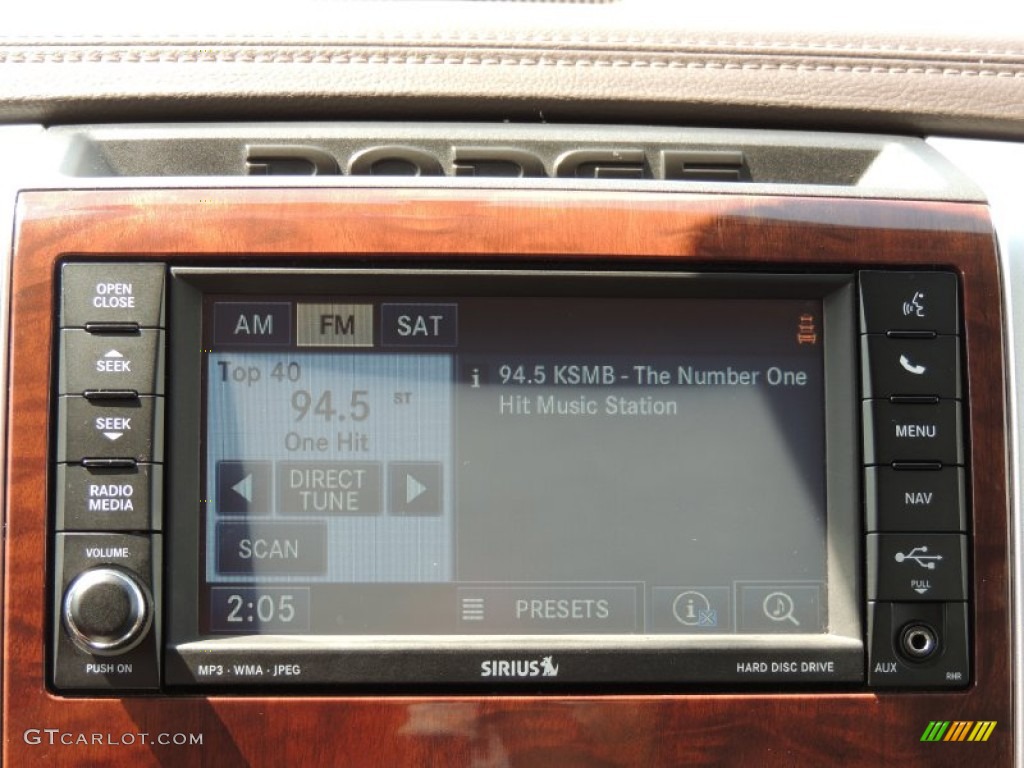 DODGE
OPEN
CLOSE
SEEK
SEEK
RADIO
MEDIA
VOLUME
PUSH ON
AM
FM
SAT
Top 40
94.5 ST
One Hit
DIRECT
TUNE
SCAN
i 94.5 KSMB - The Number One
Hit Music Station
2:05
PRESETS
i
MP3 · WMA · JPEG
SIRIUS
HARD DISC DRIVE
MENU
NAV
PULL
AUX
RHR
GTCARLOT.COM